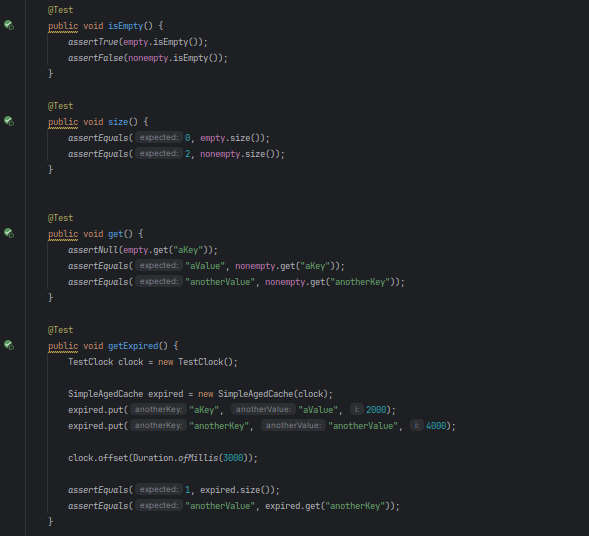 @Test
public void isEmpty() {
assertTrue(empty.isEmpty());
assertFalse(nonempty.isEmpty());
}
@Test
public void size() {
assertEquals( expected: 0, empty.size());
assertEquals( expected: 2, nonempty.size());
}
@Test
public void get() {
assertNull(empty.get("aKey"));
assertEquals( expected: "aValue", nonempty.get("aKey"));
assertEquals( expected: "anotherValue", nonempty.get("anotherKey"));
}
@Test
public void getExpired() {
TestClock clock = new TestClock();
SimpleAgedCache expired = new SimpleAgedCache(clock);
expired.put( anotherKey: "aKey", anotherValue: "aValue", i: 2000);
expired.put( anotherKey: "anotherKey", anotherValue: "anotherValue", i: 4000);
clock.offset(Duration.ofMillis(3000));
assertEquals( expected: 1, expired.size());
assertEquals( expected: "anotherValue", expired.get("anotherKey"));
}